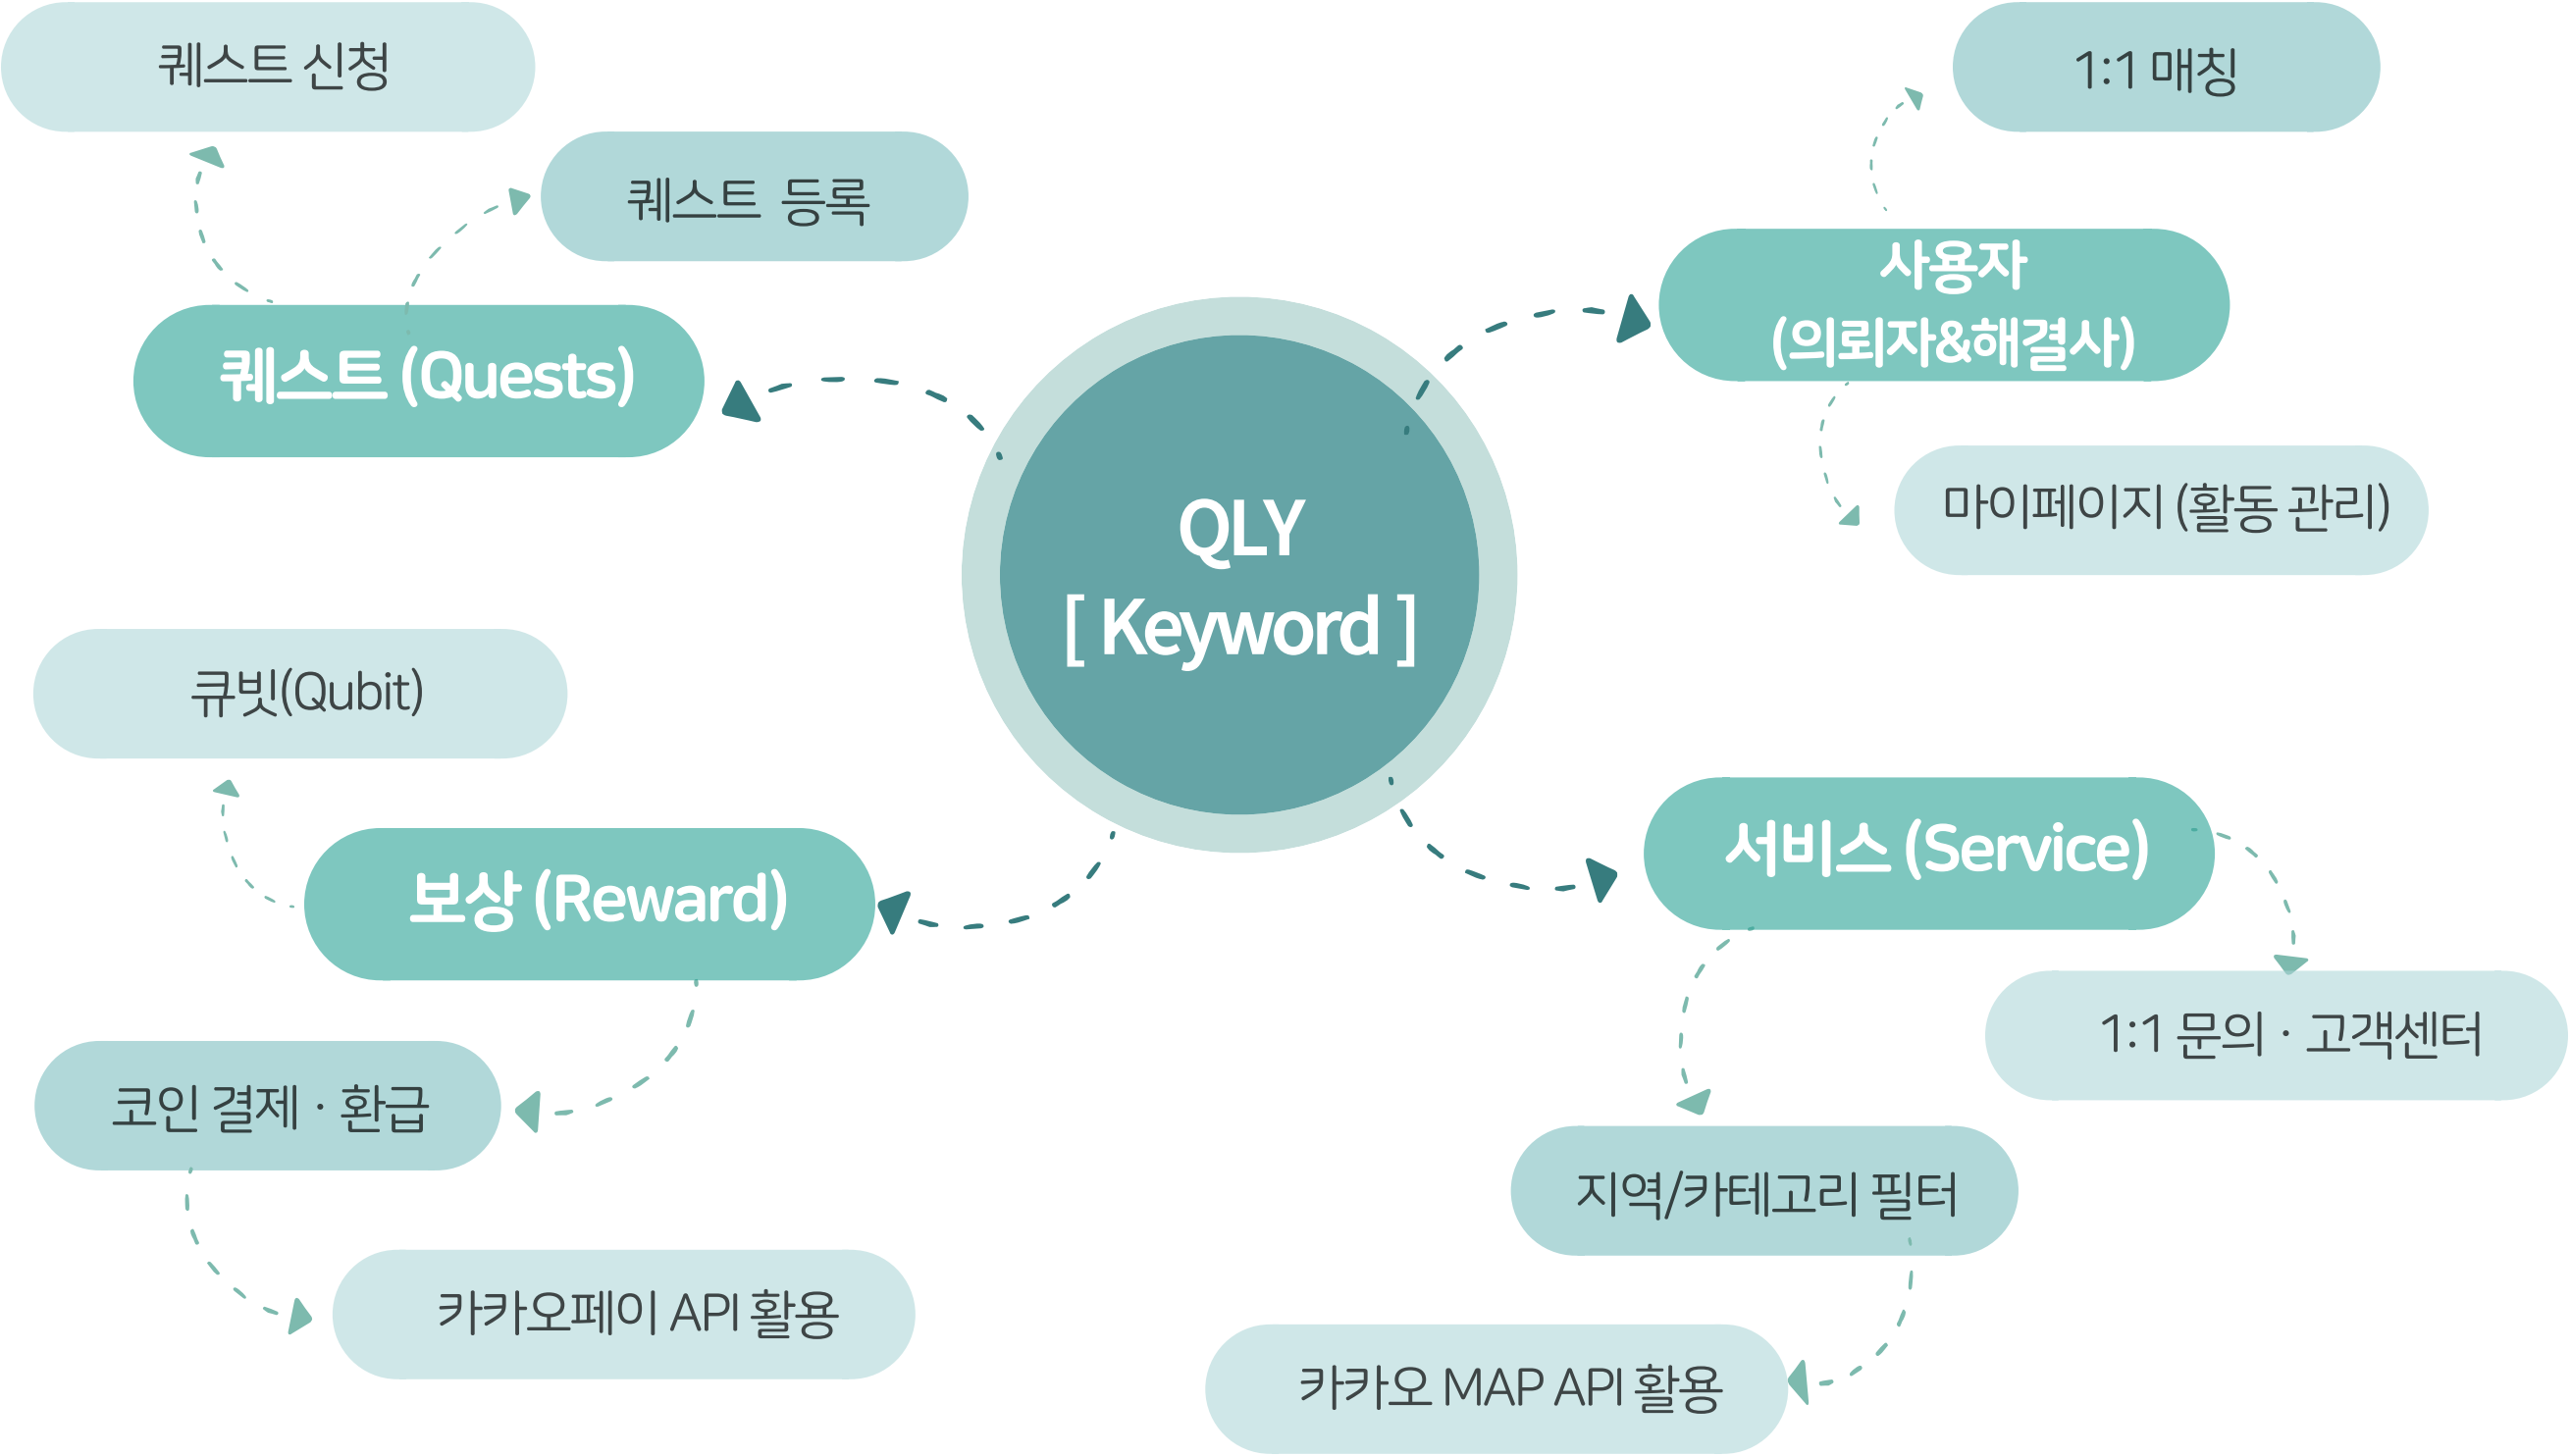 퀘스트 신청
퀘스트 등록
퀘스트 (Quests)
1:1 매칭
사용자
(의뢰자&해결사)
마이페이지 (활동 관리)
QLY
[ Keyword ]
큐빗(Qubit)
보상 (Reward)
코인 결제 · 환급
카카오페이 API 활용
서비스 (Service)
1:1 문의 · 고객센터
지역/카테고리 필터
카카오 MAP API 활용